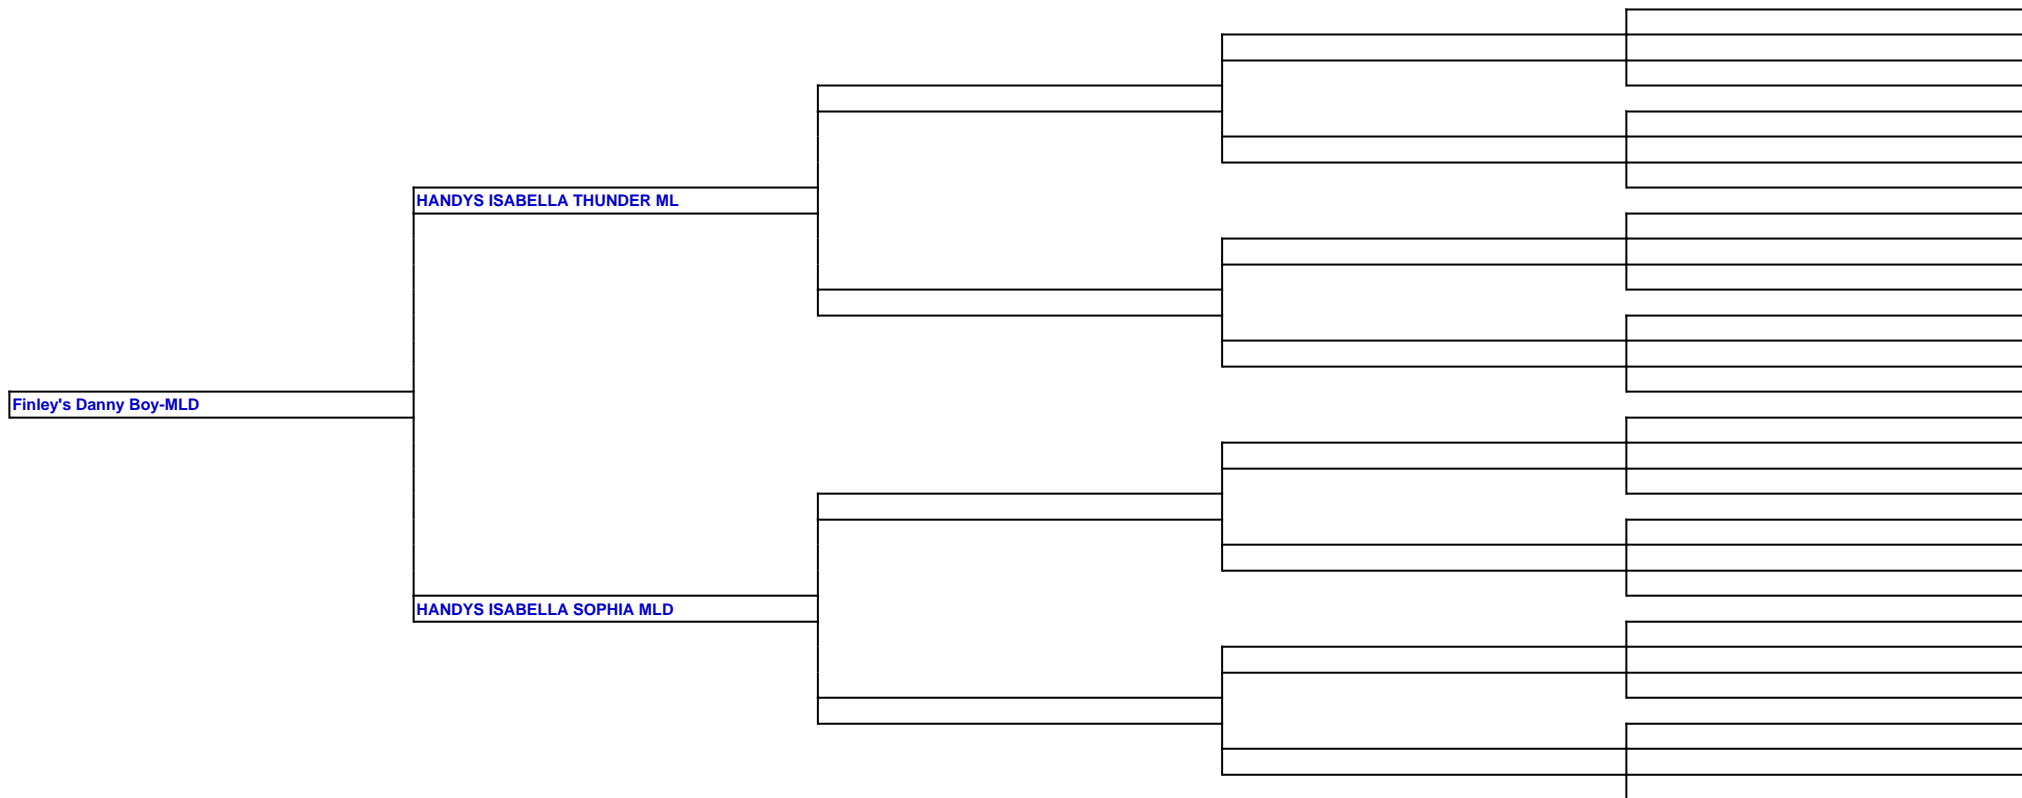 HANDYS ISABELLA THUNDER ML
Finley's Danny Boy-MLD
HANDYS ISABELLA SOPHIA MLD